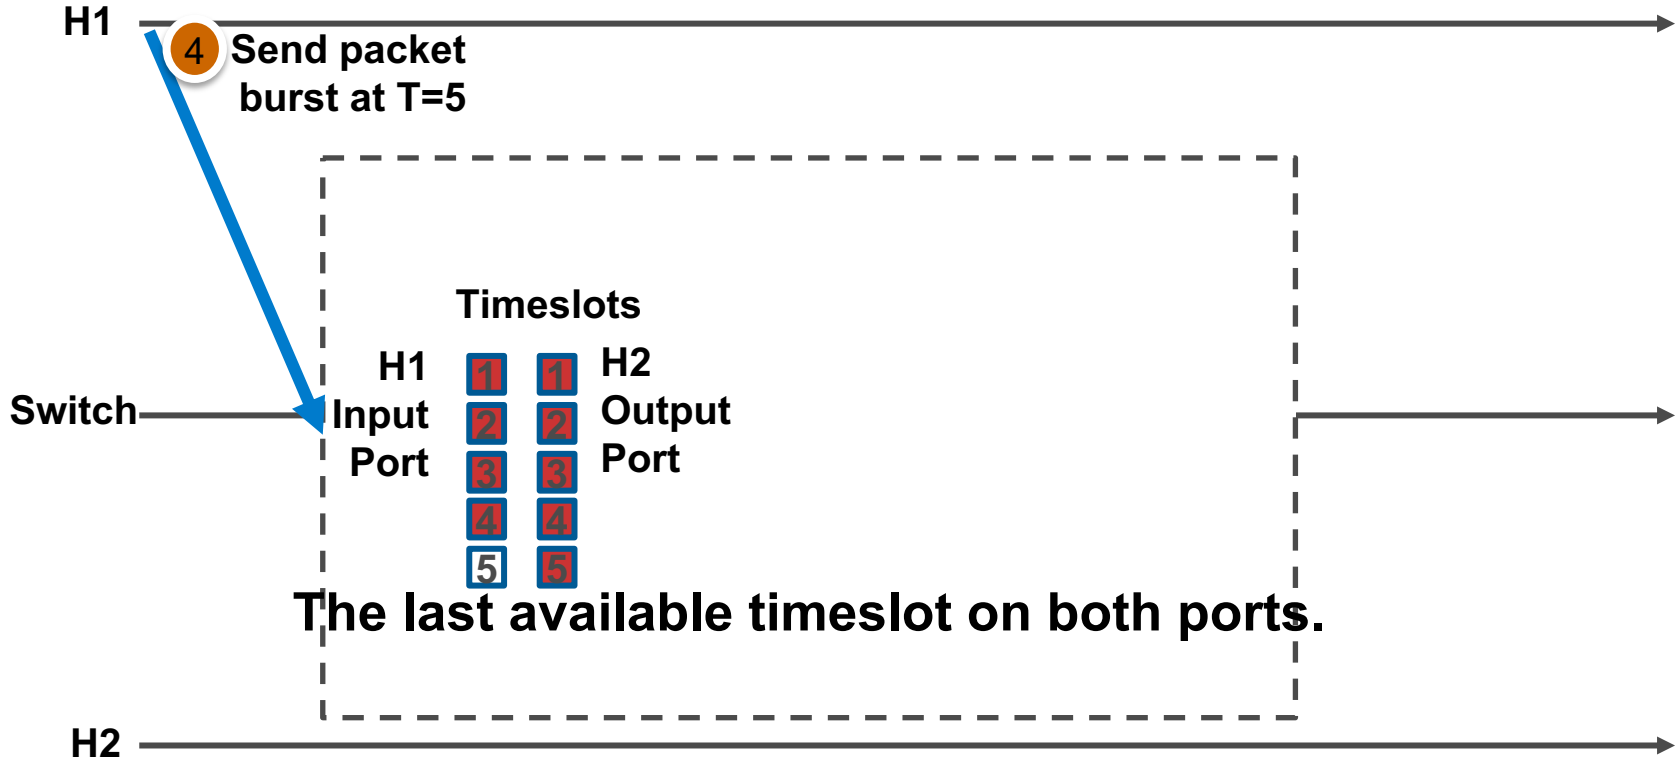 H1
4
Send packet
burst at T=5
Timeslots
H1
Input
Port
1 1
2 2
3 3
4 4
5 5
H2
Output
Port
Switch
The last available timeslot on both ports.
H2